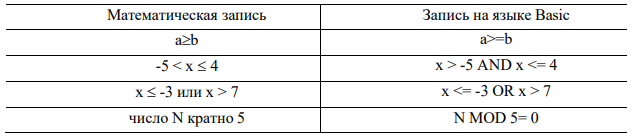 Математическая запись Запись на языке Basic
a≥b a>=b
-5 < x ≤ 4 x > -5 AND x <= 4
x ≤ -3 или x > 7 x <= -3 OR x > 7
число N кратно 5 N MOD 5= 0